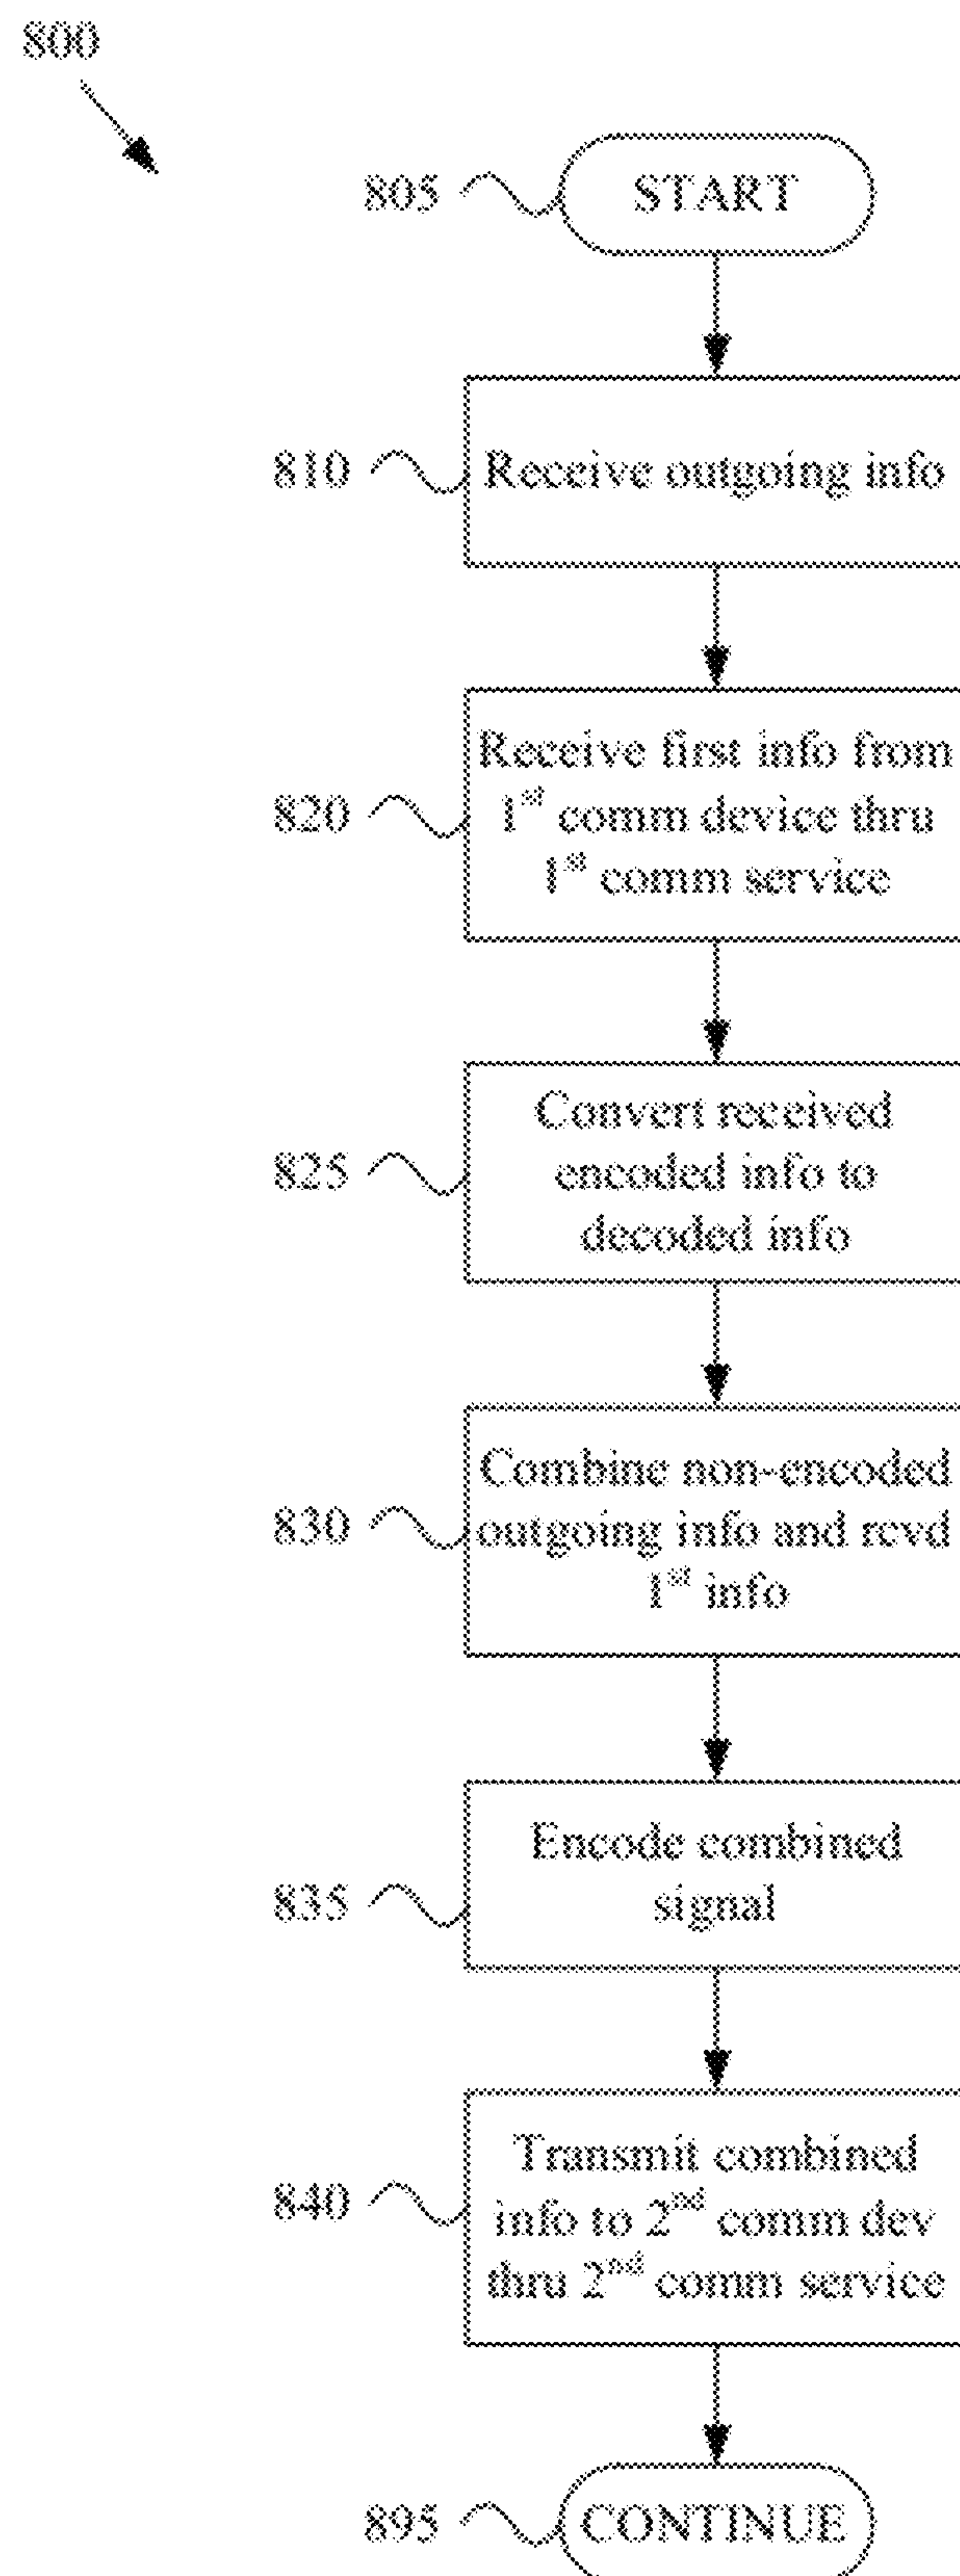 800
805 START
810 Receive outgoing info
820
Receive first info from
1st comm device thru
1st comm service
825
Convert received
encoded info to
decoded info
830
Combine non-encoded
outgoing info and rcvd
1st info
835
Encode combined
signal
840
Transmit combined
info to 2nd comm dev
thru 2nd comm service
895 CONTINUE